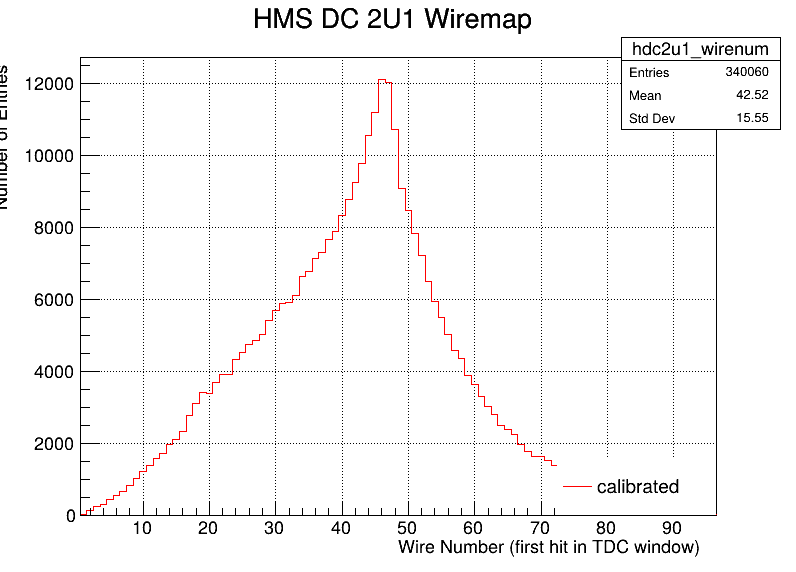 HMS DC 2U1 Wiremap
hdc2u1_wirenum
Entries 340060
Mean 42.52
Std Dev 15.55
Number of Entries
12000
10000
8000
6000
4000
2000
0
10 20 30 40 50 60 70 80 90
calibrated
Wire Number (first hit in TDC window)